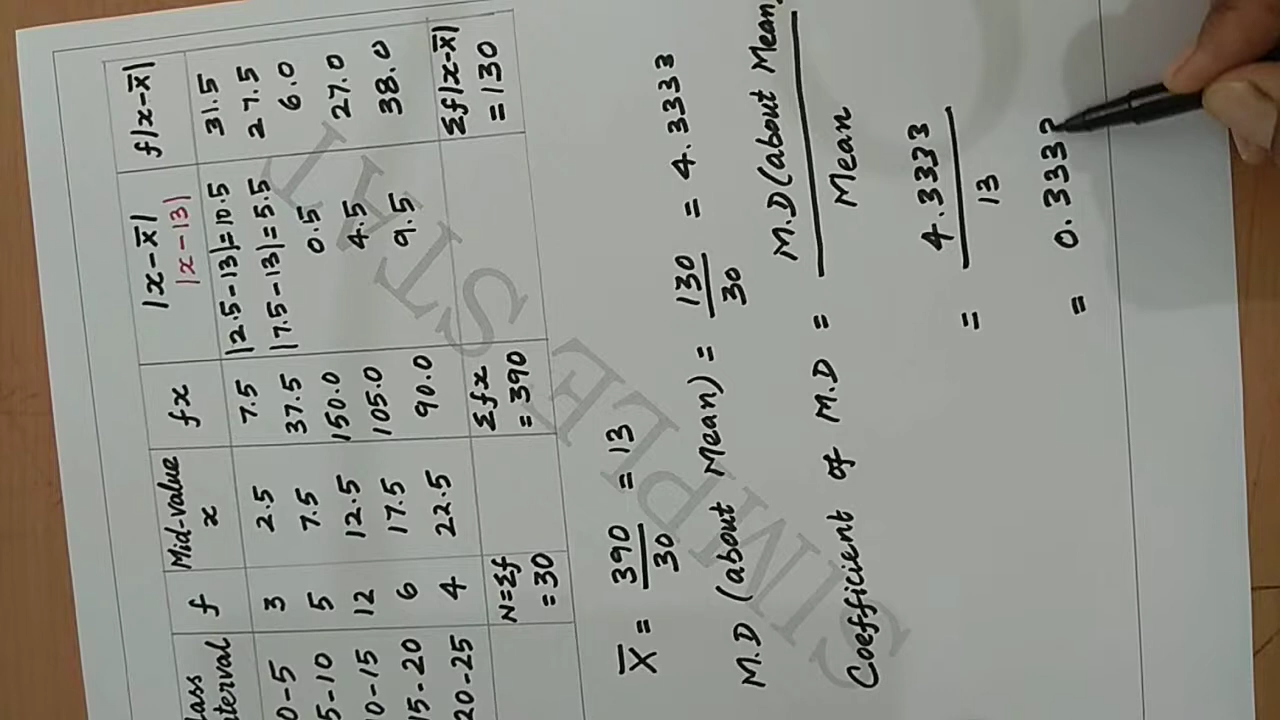 lass f Mid-value fx |x-x̅| f|x-x̅|
nterval x |x-13|
0-5 3 2.5 7.5 |2.5-13|=10.5 31.5
5-10 5 7.5 37.5 |7.5-13|=5.5 27.5
10-15 12 12.5 150.0 0.5 6.0
15-20 6 17.5 105.0 4.5 27.0
20-25 4 22.5 90.0 9.5 38.0
N=Σf Σfx Σf|x-x̅|
=30 =390 =130
X̅ = 390/30 = 13
M.D (about Mean) = 130/30 = 4.3333
Coefficient of M.D = M.D(about Mean)
Mean
= 4.3333
13
= 0.3333
SIMPLE STAT